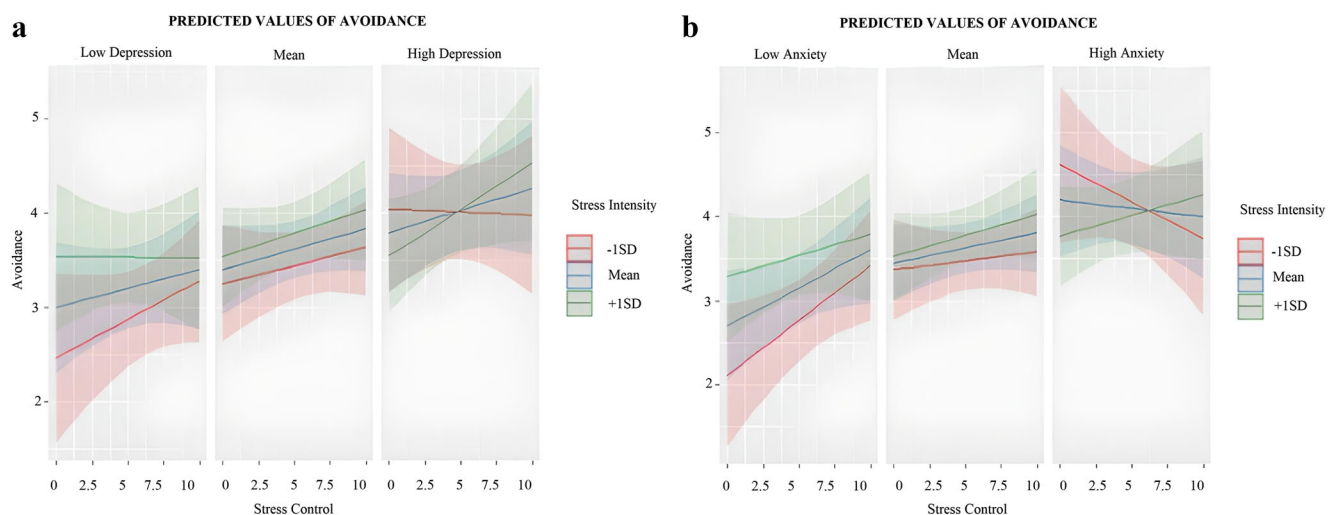 a
PREDICTED VALUES OF AVOIDANCE
Low Depression
Mean
High Depression
Avoidance
5
4
3
2
0 2.5 5 7.5 10
0 2.5 5 7.5 10
0 2.5 5 7.5 10
Stress Control
Stress Intensity
-1SD
Mean
+1SD
b
PREDICTED VALUES OF AVOIDANCE
Low Anxiety
Mean
High Anxiety
Avoidance
5
4
3
2
0 2.5 5 7.5 10
0 2.5 5 7.5 10
0 2.5 5 7.5 10
Stress Control
Stress Intensity
-1SD
Mean
+1SD